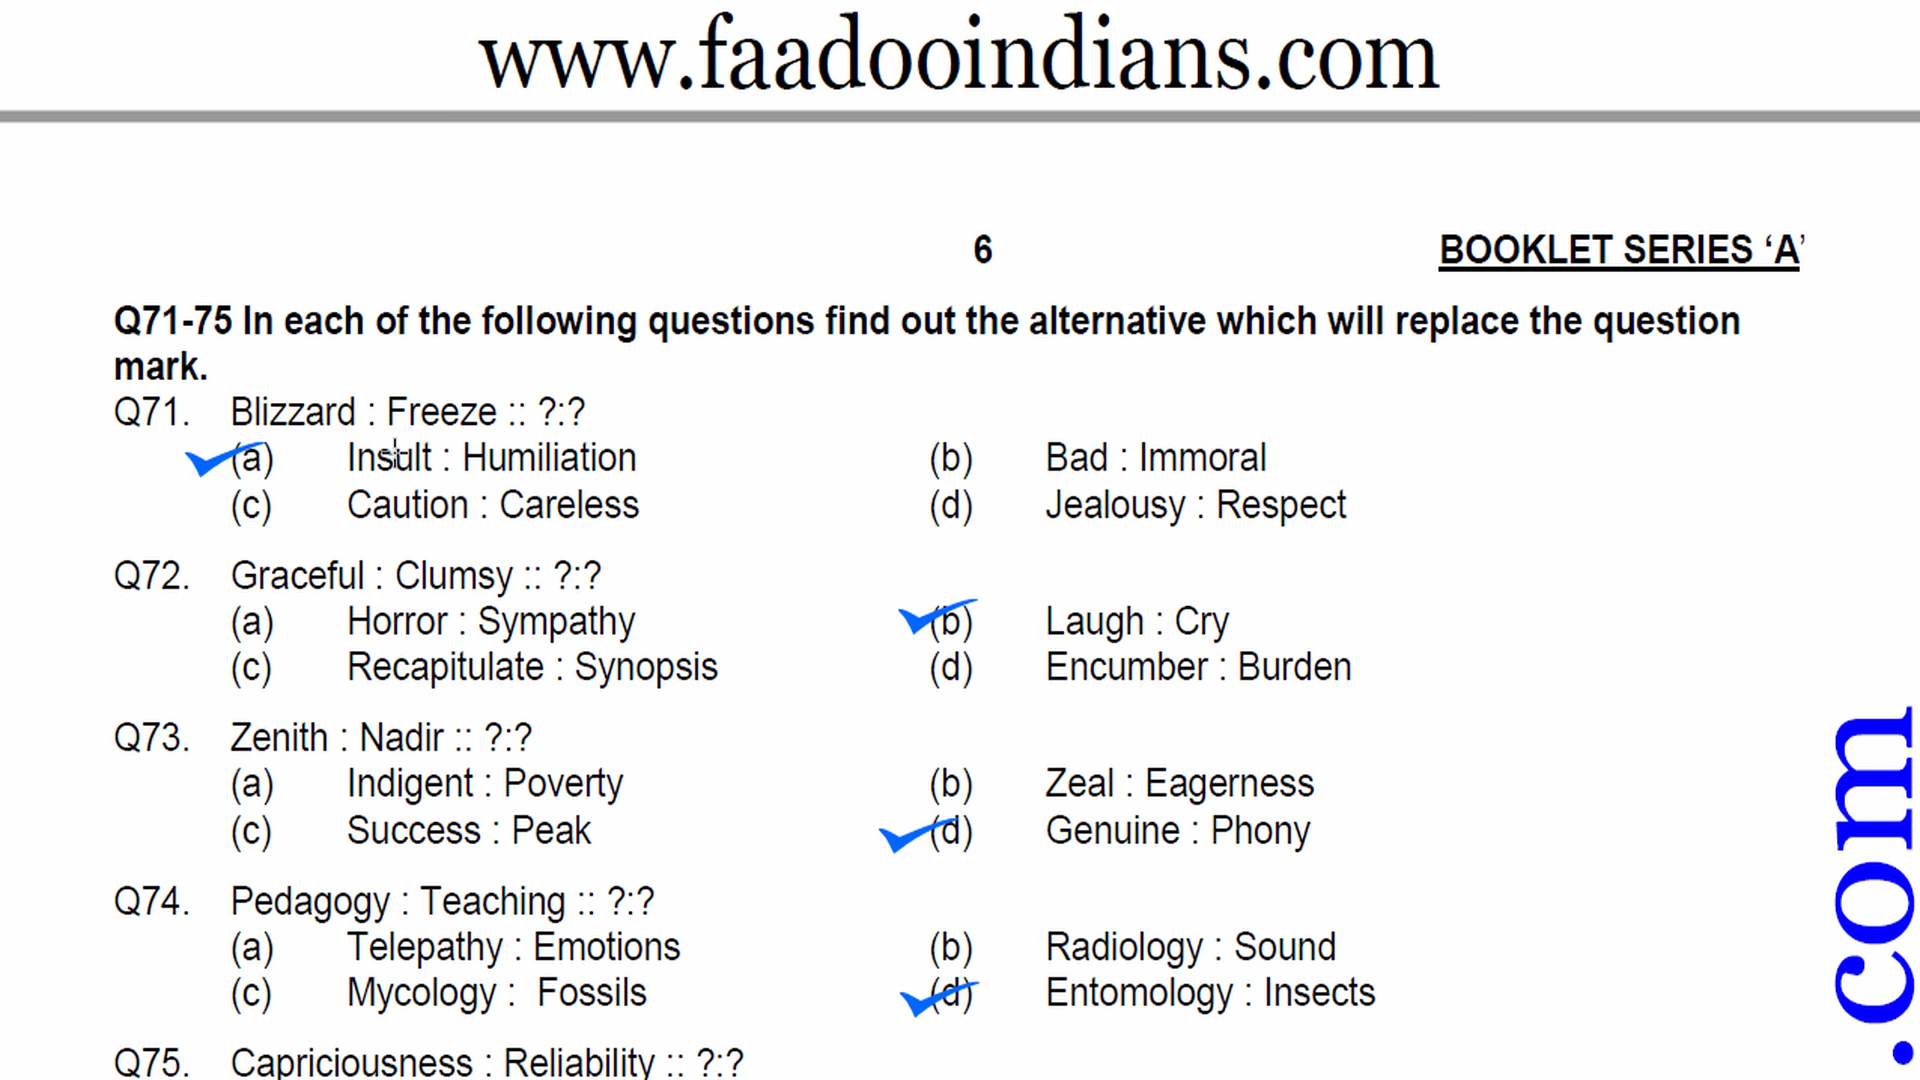 www.faadooindians.com
6 BOOKLET SERIES ‘A’
Q71-75 In each of the following questions find out the alternative which will replace the question
mark.
Q71. Blizzard : Freeze :: ?:?
(a) Insult : Humiliation (b) Bad : Immoral
(c) Caution : Careless (d) Jealousy : Respect
Q72. Graceful : Clumsy :: ?:?
(a) Horror : Sympathy (b) Laugh : Cry
(c) Recapitulate : Synopsis (d) Encumber : Burden
Q73. Zenith : Nadir :: ?:?
(a) Indigent : Poverty (b) Zeal : Eagerness
(c) Success : Peak (d) Genuine : Phony
Q74. Pedagogy : Teaching :: ?:?
(a) Telepathy : Emotions (b) Radiology : Sound
(c) Mycology : Fossils (d) Entomology : Insects
Q75. Capriciousness : Reliability :: ?:?
.com